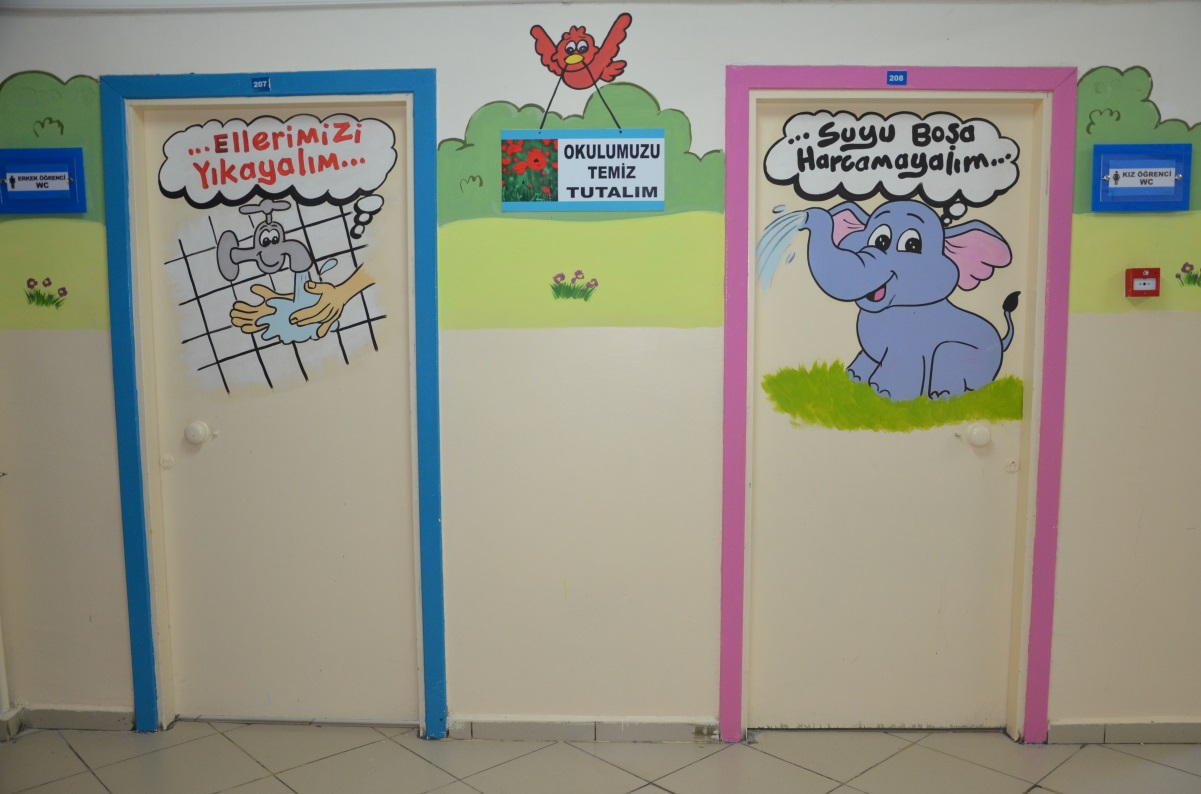 207
208
...Ellerimizi
Yıkayalım...
OKULUMUZU
TEMİZ
TUTALIM
...Suyu Boşa
Harcamayalım...
ERKEK ÖĞRENCİ
WC
KIZ ÖĞRENCİ
WC